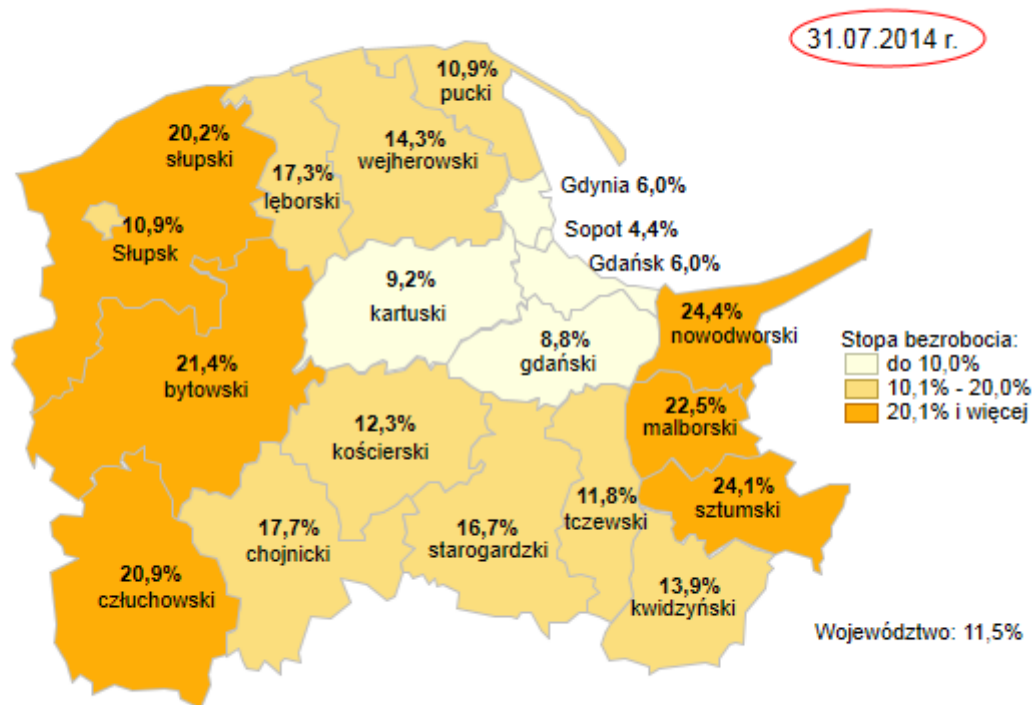 31.07.2014 r.
10,9%
pucki
20,2%
słupski
14,3%
wejherowski
17,3%
lęborski
Gdynia 6,0%
10,9%
Słupsk
Sopot 4,4%
Gdańsk 6,0%
9,2%
kartuski
24,4%
nowodworski
8,8%
gdański
Stopa bezrobocia:
do 10,0%
10,1% - 20,0%
20,1% i więcej
21,4%
bytowski
22,5%
malborski
12,3%
kościerski
24,1%
sztumski
11,8%
tczewski
17,7%
chojnicki
16,7%
starogardzki
20,9%
człuchowski
13,9%
kwidzyński
Województwo: 11,5%